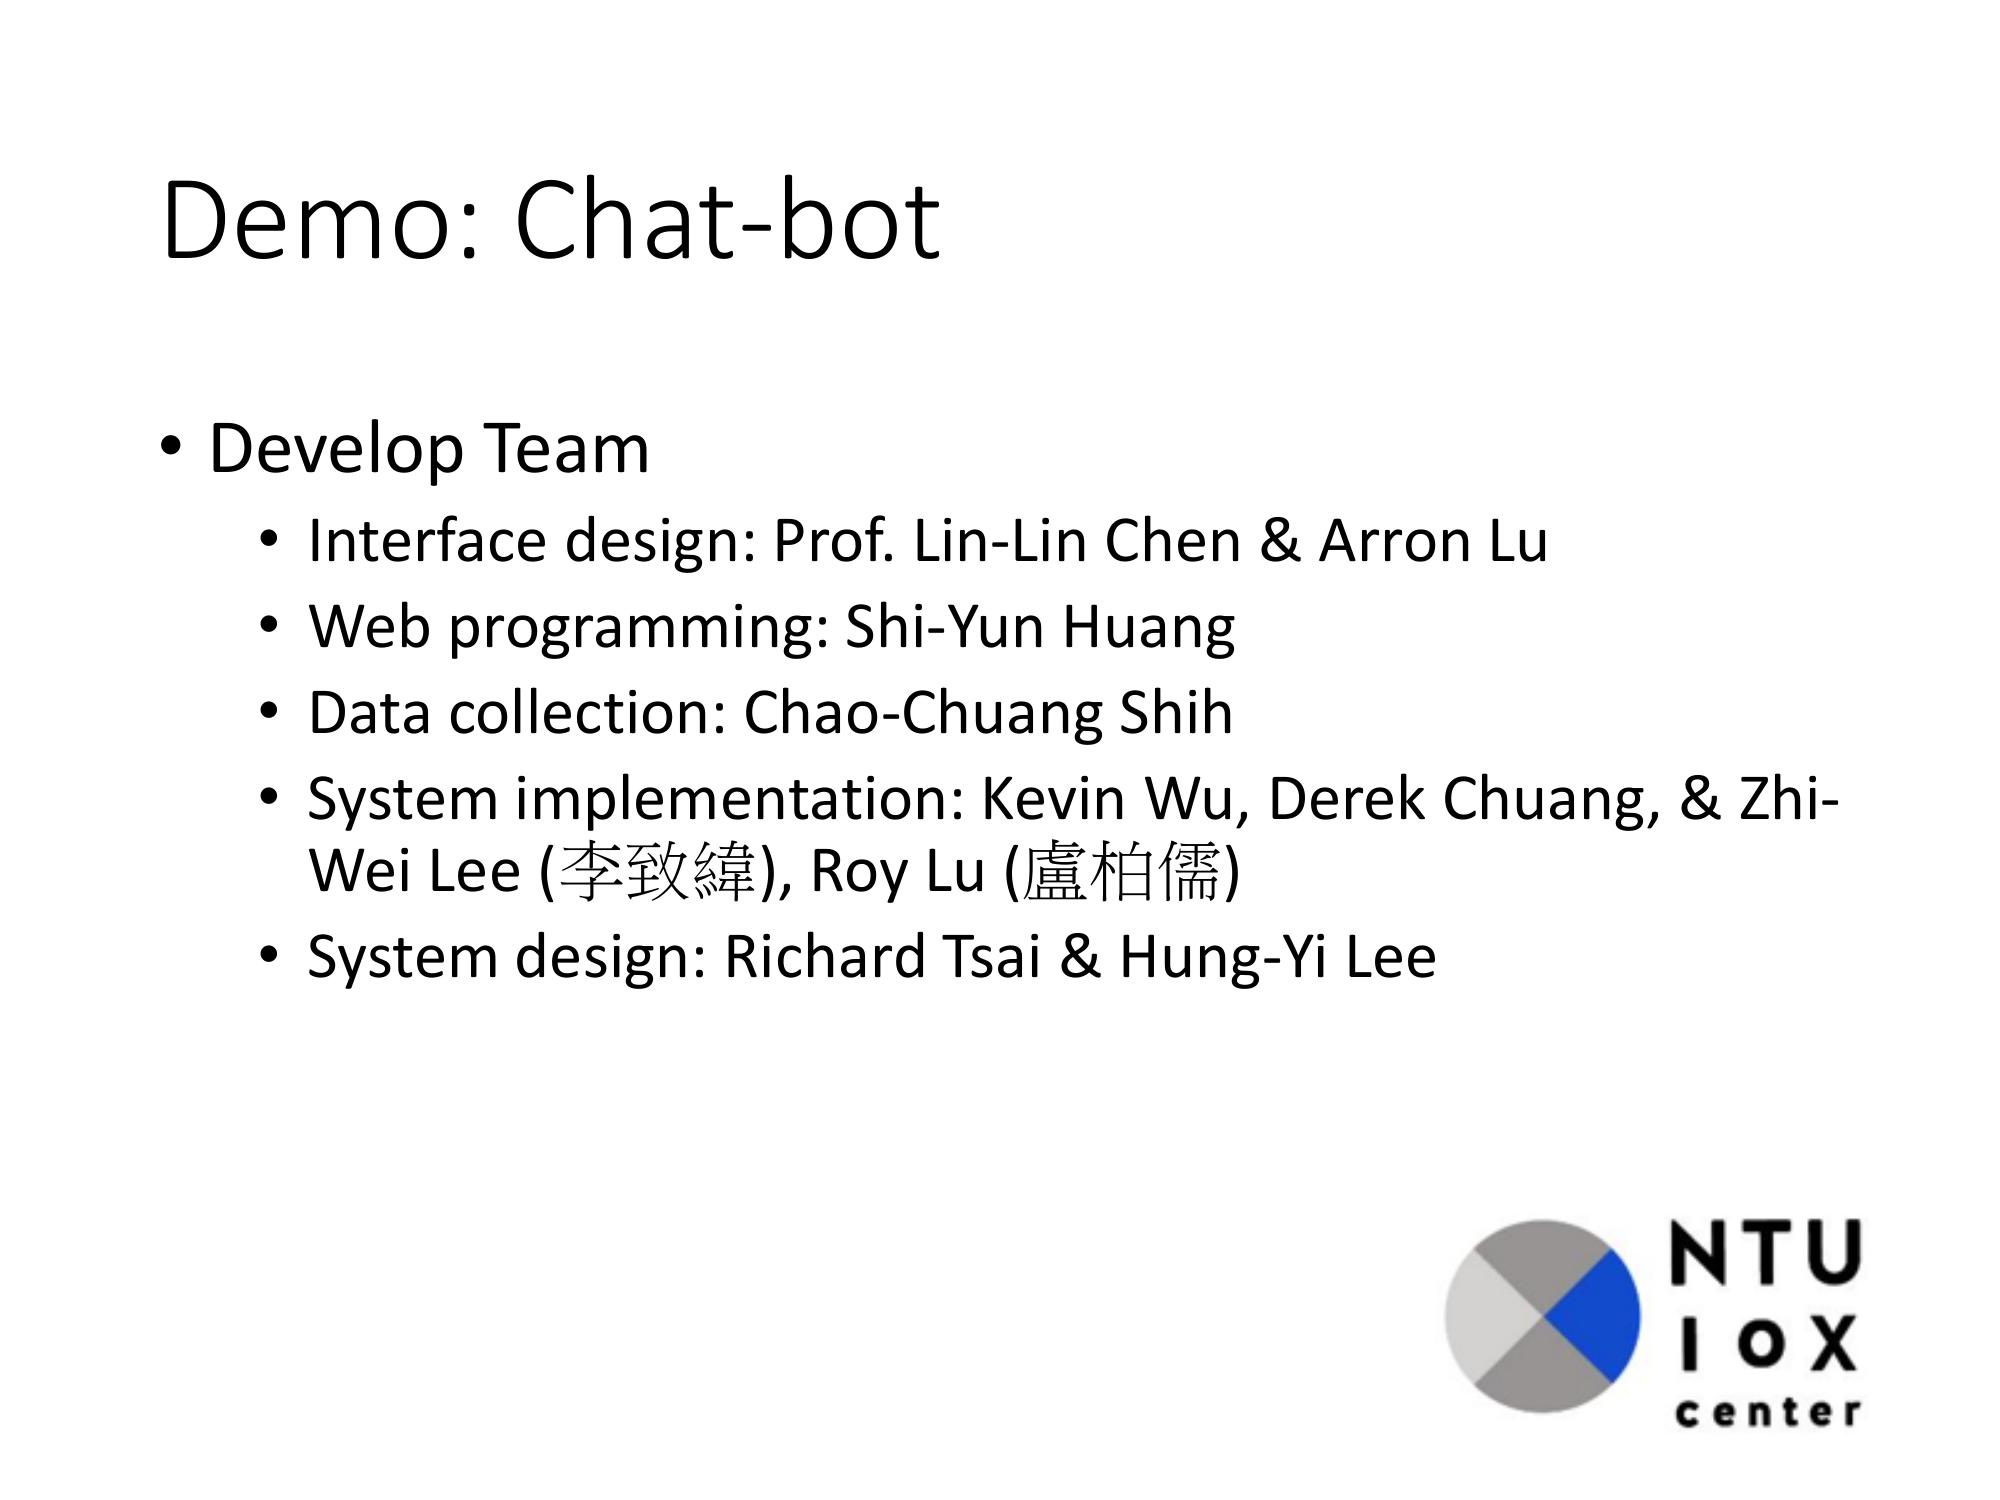 Demo: Chat-bot
• Develop Team
• Interface design: Prof. Lin-Lin Chen & Arron Lu
• Web programming: Shi-Yun Huang
• Data collection: Chao-Chuang Shih
• System implementation: Kevin Wu, Derek Chuang, & Zhi-
Wei Lee (李致緯), Roy Lu (盧柏儒)
• System design: Richard Tsai & Hung-Yi Lee
NTU
IoX
center